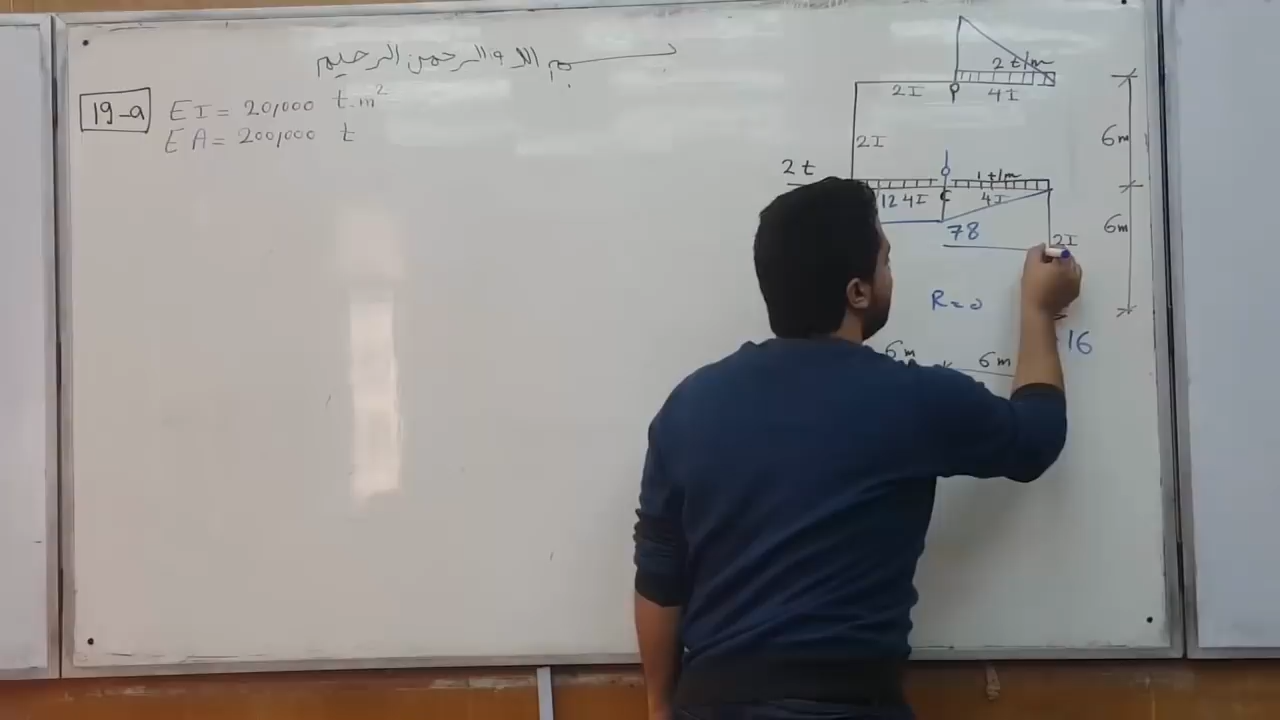 بسم الله الرحمن الرحيم
19-a
EI = 20,000 t.m²
EA = 200,000 t
2 t/m
2I
4I
6m
2I
2 t
1 t/m
12 4I
C
4I
6m
78
2I
R = 0
16
6m
6m